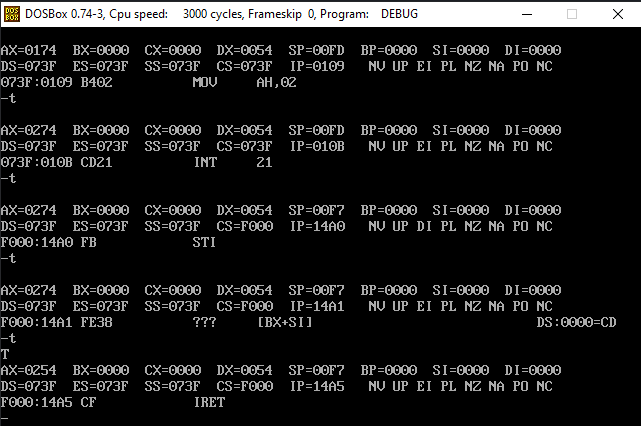 DOSBox 0.74-3, Cpu speed:    3000 cycles, Frameskip  0, Program:    DEBUG
AX=0174  BX=0000  CX=0000  DX=0054  SP=00FD  BP=0000  SI=0000  DI=0000
DS=073F  ES=073F  SS=073F  CS=073F  IP=0109   NV UP EI PL NZ NA PO NC
073F:0109 B402          MOV     AH,02
-t
AX=0274  BX=0000  CX=0000  DX=0054  SP=00FD  BP=0000  SI=0000  DI=0000
DS=073F  ES=073F  SS=073F  CS=073F  IP=010B   NV UP EI PL NZ NA PO NC
073F:010B CD21          INT     21
-t
AX=0274  BX=0000  CX=0000  DX=0054  SP=00F7  BP=0000  SI=0000  DI=0000
DS=073F  ES=073F  SS=073F  CS=F000  IP=14A0   NV UP DI PL NZ NA PO NC
F000:14A0 FB            STI
-t
AX=0274  BX=0000  CX=0000  DX=0054  SP=00F7  BP=0000  SI=0000  DI=0000
DS=073F  ES=073F  SS=073F  CS=F000  IP=14A1   NV UP EI PL NZ NA PO NC
F000:14A1 FE38          ???     [BX+SI]                            DS:0000=CD
-t
T
AX=0254  BX=0000  CX=0000  DX=0054  SP=00F7  BP=0000  SI=0000  DI=0000
DS=073F  ES=073F  SS=073F  CS=F000  IP=14A5   NV UP EI PL NZ NA PO NC
F000:14A5 CF            IRET
-